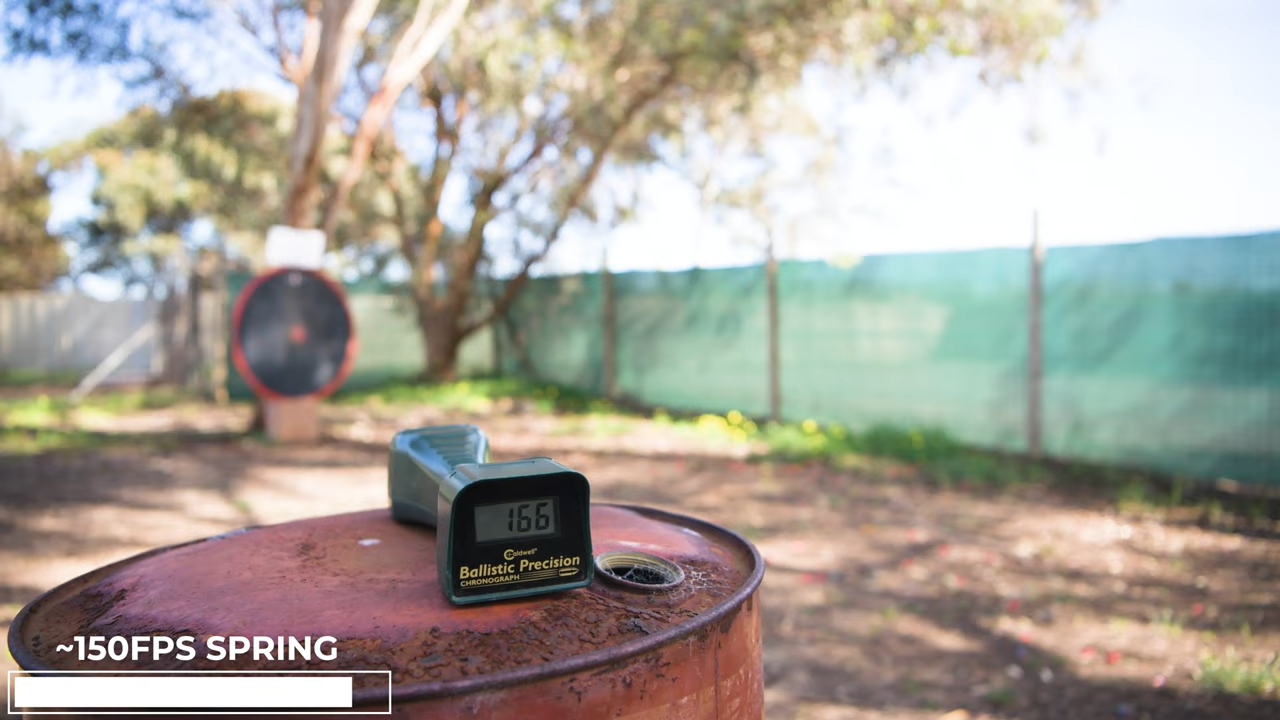 166
Caldwell®
Ballistic Precision
CHRONOGRAPH
~150FPS SPRING